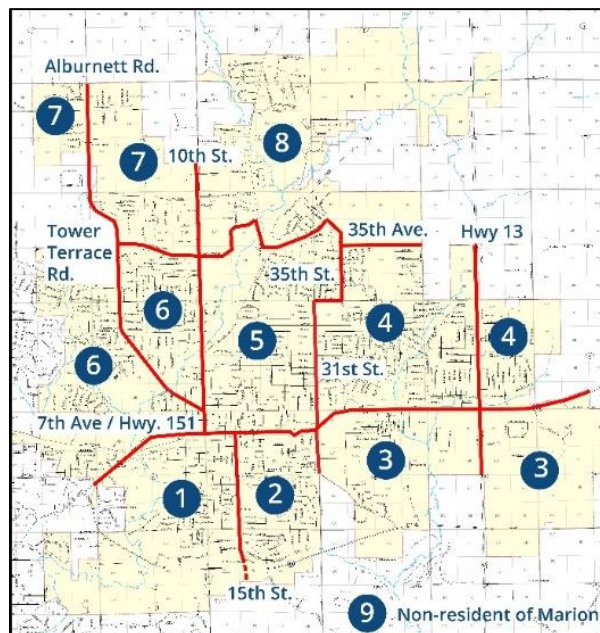 Alburnett Rd.
7
7
10th St.
8
Tower
Terrace
Rd.
35th Ave.
Hwy 13
35th St.
6
5
4
4
6
31st St.
7th Ave / Hwy. 151
3
3
1
2
15th St.
9 Non-resident of Marion